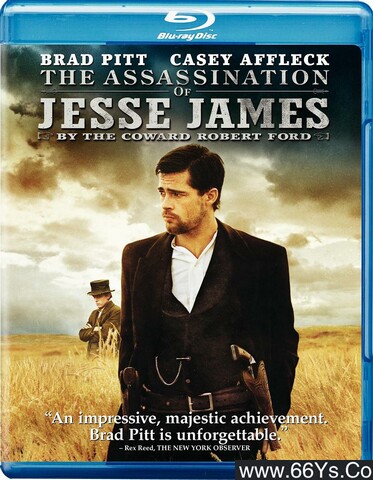 Blu-ray Disc
BRAD PITT CASEY AFFLECK
THE ASSASSINATION
OF
JESSE JAMES
BY THE COWARD ROBERT FORD
“An impressive, majestic achievement.
Brad Pitt is unforgettable.”
– Rex Reed, THE NEW YORK OBSERVER
www.66Ys.Co